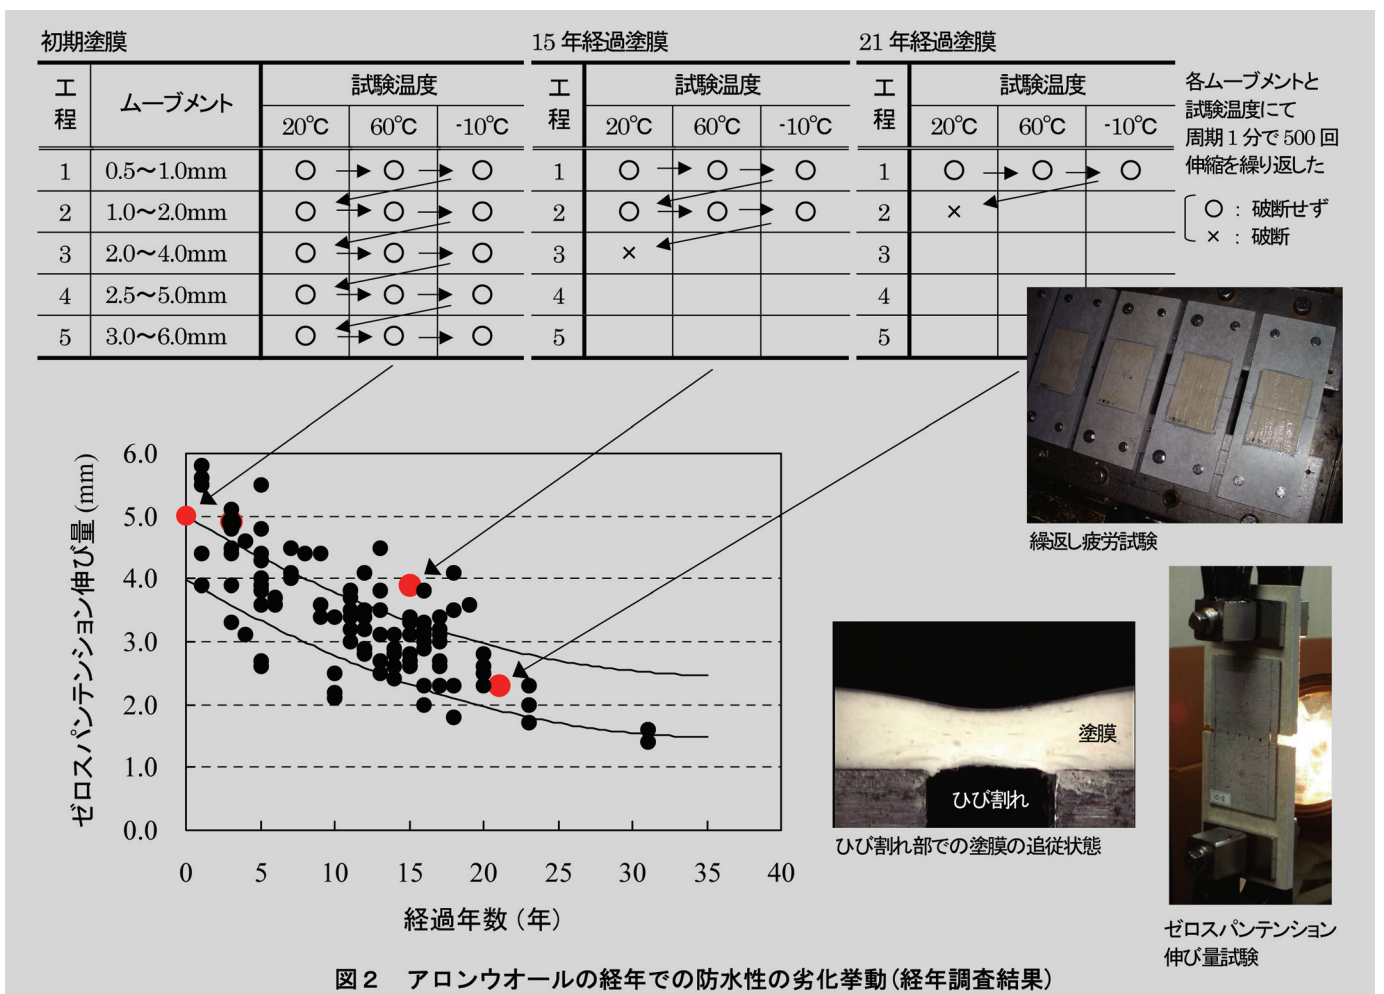 初期塗膜
工程 ムーブメント 試験温度
20℃ 60℃ -10℃
1 0.5～1.0mm ○ ○ ○
2 1.0～2.0mm ○ ○ ○
3 2.0～4.0mm ○ ○ ○
4 2.5～5.0mm ○ ○ ○
5 3.0～6.0mm ○ ○ ○
15年経過塗膜
工程 試験温度
20℃ 60℃ -10℃
1 ○ ○ ○
2 ○ ○ ○
3 ×
4
5
21年経過塗膜
工程 試験温度
20℃ 60℃ -10℃
1 ○ ○ ○
2 ×
3
4
5
各ムーブメントと
試験温度にて
周期1分で500回
伸縮を繰り返した
○ : 破断せず
× : 破断
繰返し疲労試験
ゼロスパンテンション伸び量 (mm)
6.0
5.0
4.0
3.0
2.0
1.0
0.0
0 5 10 15 20 25 30 35 40
経過年数 (年)
塗膜
ひび割れ
ひび割れ部での塗膜の追従状態
ゼロスパンテンション
伸び量試験
図2 アロンウオールの経年での防水性の劣化挙動(経年調査結果)